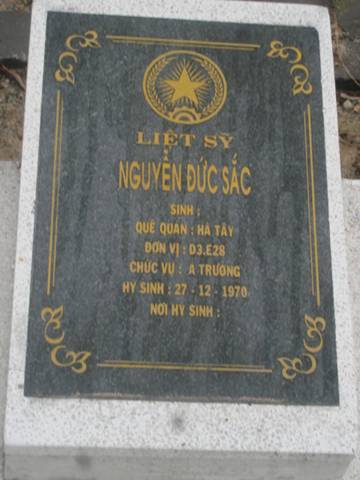 LIỆT SỸ
NGUYỄN ĐỨC SẮC
SINH :
QUÊ QUÁN : HÀ TÂY
ĐƠN VỊ : D3.E28
CHỨC VỤ : A TRƯỞNG
HY SINH : 27 - 12 - 1970
NƠI HY SINH :